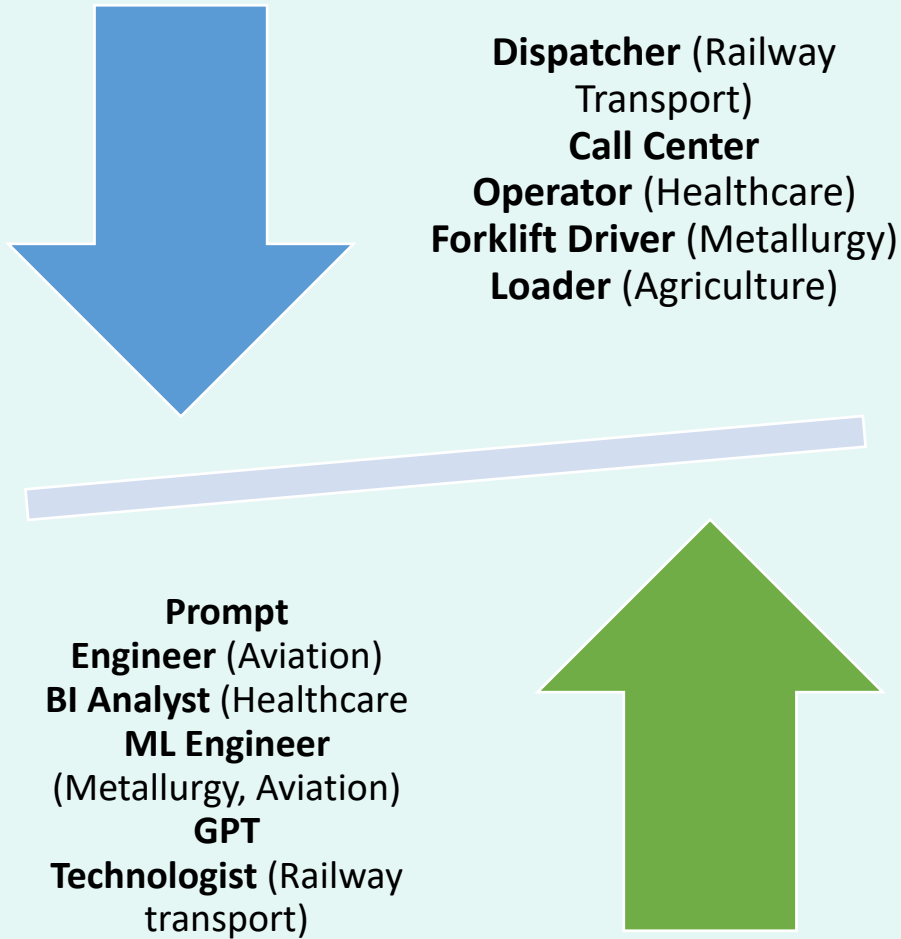 Dispatcher (Railway
Transport)
Call Center
Operator (Healthcare)
Forklift Driver (Metallurgy)
Loader (Agriculture)
Prompt
Engineer (Aviation)
BI Analyst (Healthcare
ML Engineer
(Metallurgy, Aviation)
GPT
Technologist (Railway
transport)